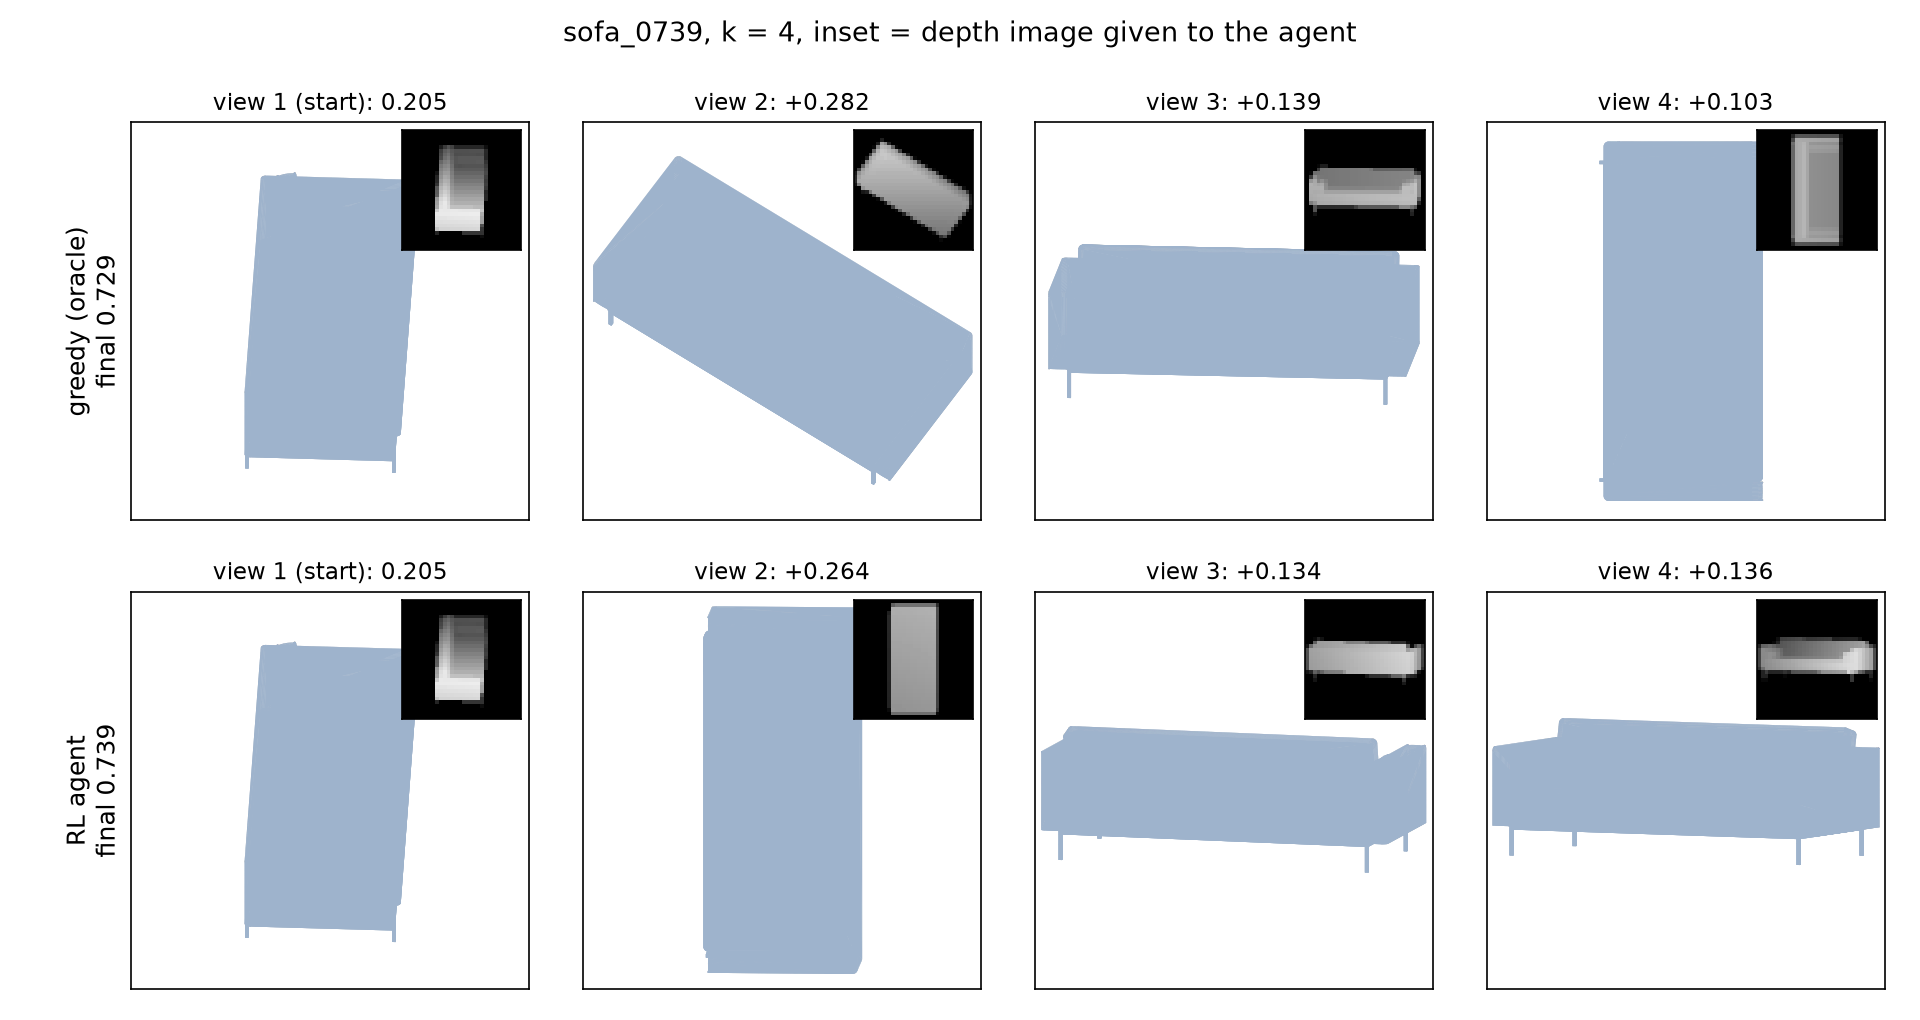 sofa_0739, k = 4, inset = depth image given to the agent
greedy (oracle)
final 0.729
view 1 (start): 0.205
view 2: +0.282
view 3: +0.139
view 4: +0.103
RL agent
final 0.739
view 1 (start): 0.205
view 2: +0.264
view 3: +0.134
view 4: +0.136